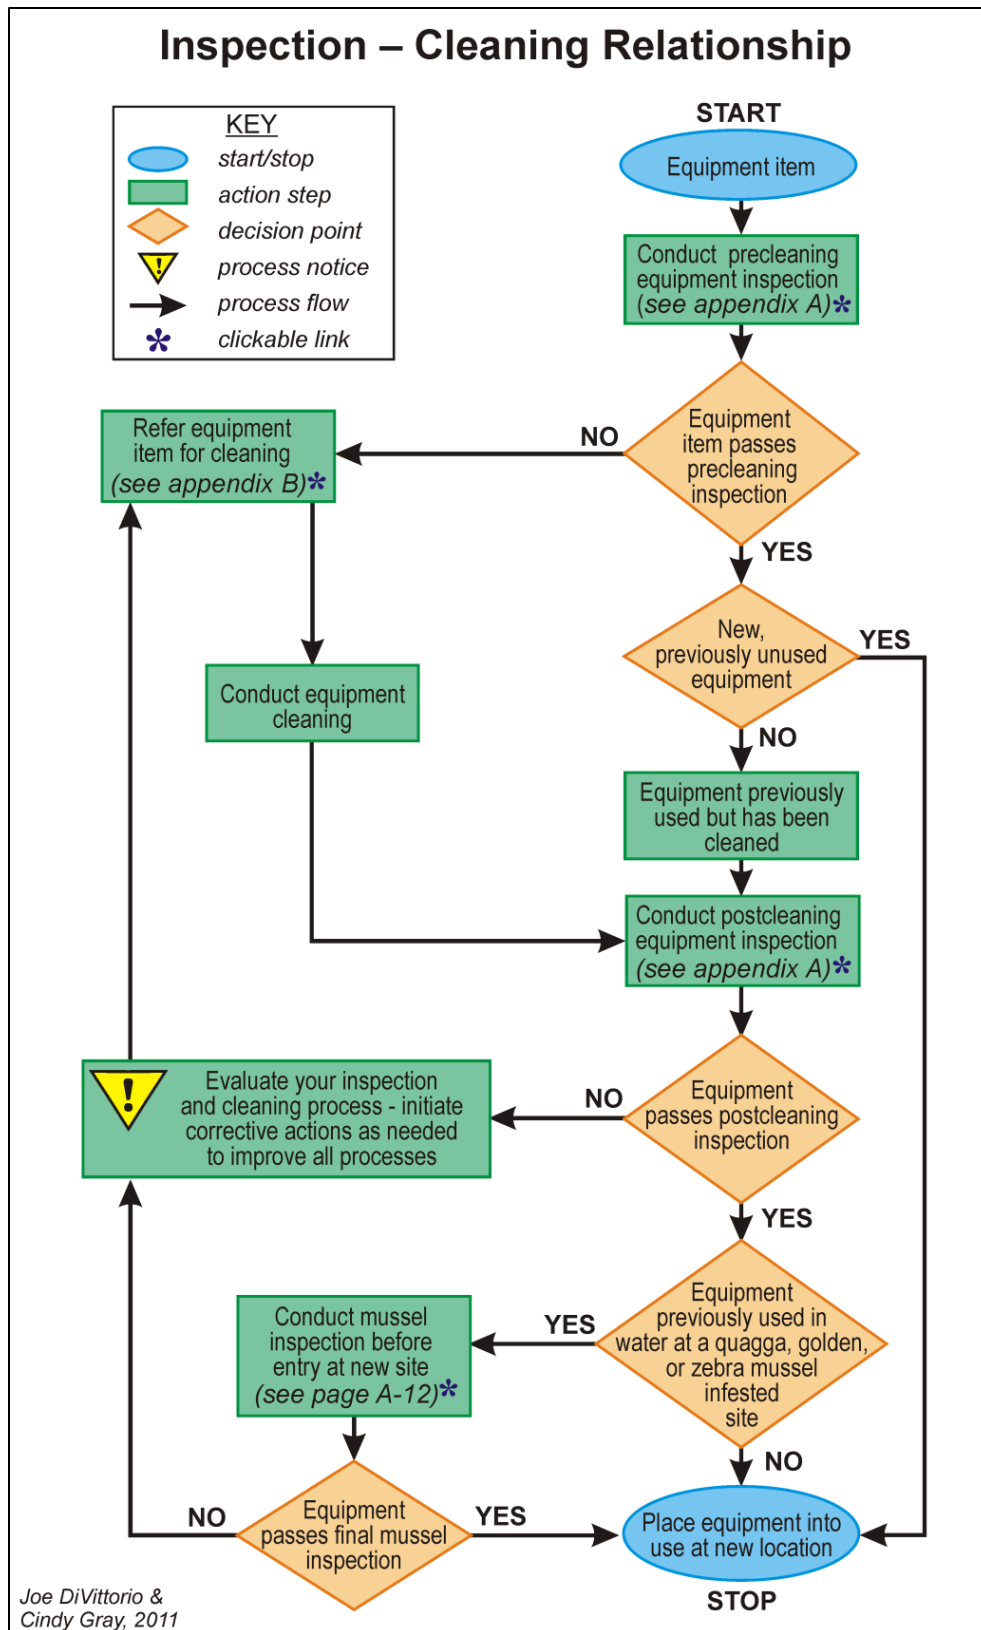 Inspection – Cleaning Relationship
KEY
start/stop
action step
decision point
!
process notice
process flow
* clickable link
START
Equipment item
Conduct precleaning
equipment inspection
(see appendix A)*
Equipment
item passes
precleaning
inspection
NO
YES
Refer equipment
item for cleaning
(see appendix B)*
New,
previously unused
equipment
YES
NO
Conduct equipment
cleaning
Equipment previously
used but has been
cleaned
Conduct postcleaning
equipment inspection
(see appendix A)*
Equipment
passes postcleaning
inspection
NO
YES
!
Evaluate your inspection
and cleaning process - initiate
corrective actions as needed
to improve all processes
Equipment
previously used in
water at a quagga, golden,
or zebra mussel
infested
site
YES
NO
Conduct mussel
inspection before
entry at new site
(see page A-12)*
Equipment
passes final mussel
inspection
NO
YES
Place equipment into
use at new location
STOP
Joe DiVittorio &
Cindy Gray, 2011